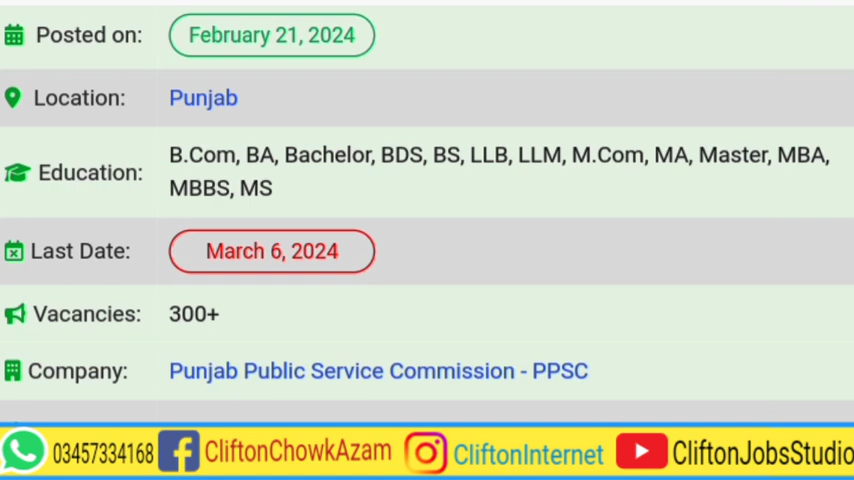 Posted on: February 21, 2024
Location: Punjab
Education: B.Com, BA, Bachelor, BDS, BS, LLB, LLM, M.Com, MA, Master, MBA,
MBBS, MS
Last Date: March 6, 2024
Vacancies: 300+
Company: Punjab Public Service Commission - PPSC
03457334168 CliftonChowkAzam CliftonInternet CliftonJobsStudio